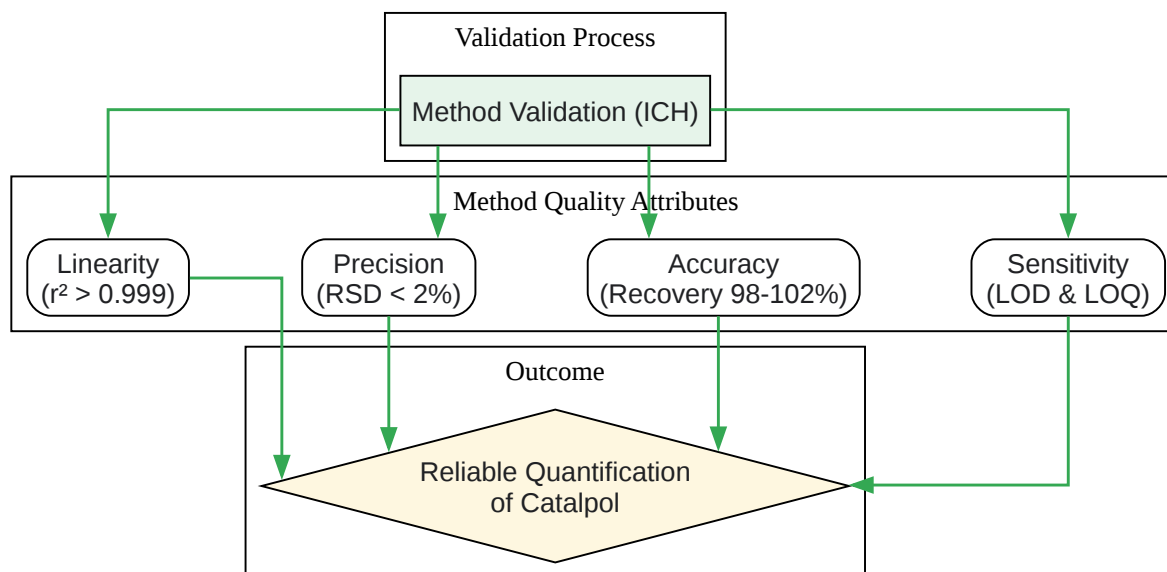 Validation Process
Method Validation (ICH)
Method Quality Attributes
Linearity
(r² > 0.999)
Precision
(RSD < 2%)
Accuracy
(Recovery 98-102%)
Sensitivity
(LOD & LOQ)
Outcome
Reliable Quantification
of Catalpol